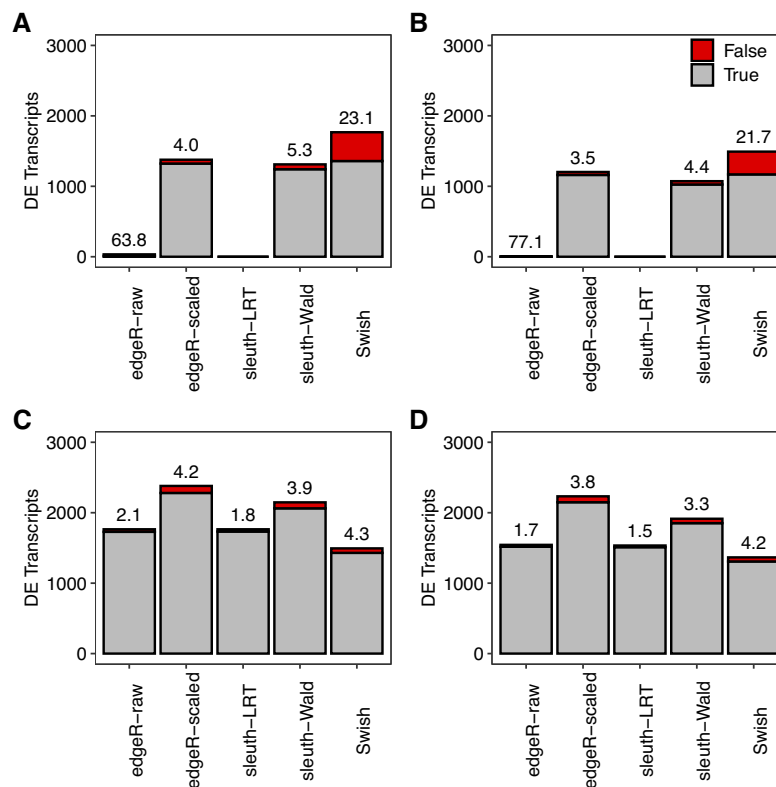 A
DE Transcripts
3000
2000
1000
0
63.8
4.0
5.3
23.1
edgeR−raw
edgeR−scaled
sleuth−LRT
sleuth−Wald
Swish
B
DE Transcripts
3000
2000
1000
0
False
True
77.1
3.5
4.4
21.7
edgeR−raw
edgeR−scaled
sleuth−LRT
sleuth−Wald
Swish
C
DE Transcripts
3000
2000
1000
0
2.1
4.2
1.8
3.9
4.3
edgeR−raw
edgeR−scaled
sleuth−LRT
sleuth−Wald
Swish
D
DE Transcripts
3000
2000
1000
0
1.7
3.8
1.5
3.3
4.2
edgeR−raw
edgeR−scaled
sleuth−LRT
sleuth−Wald
Swish